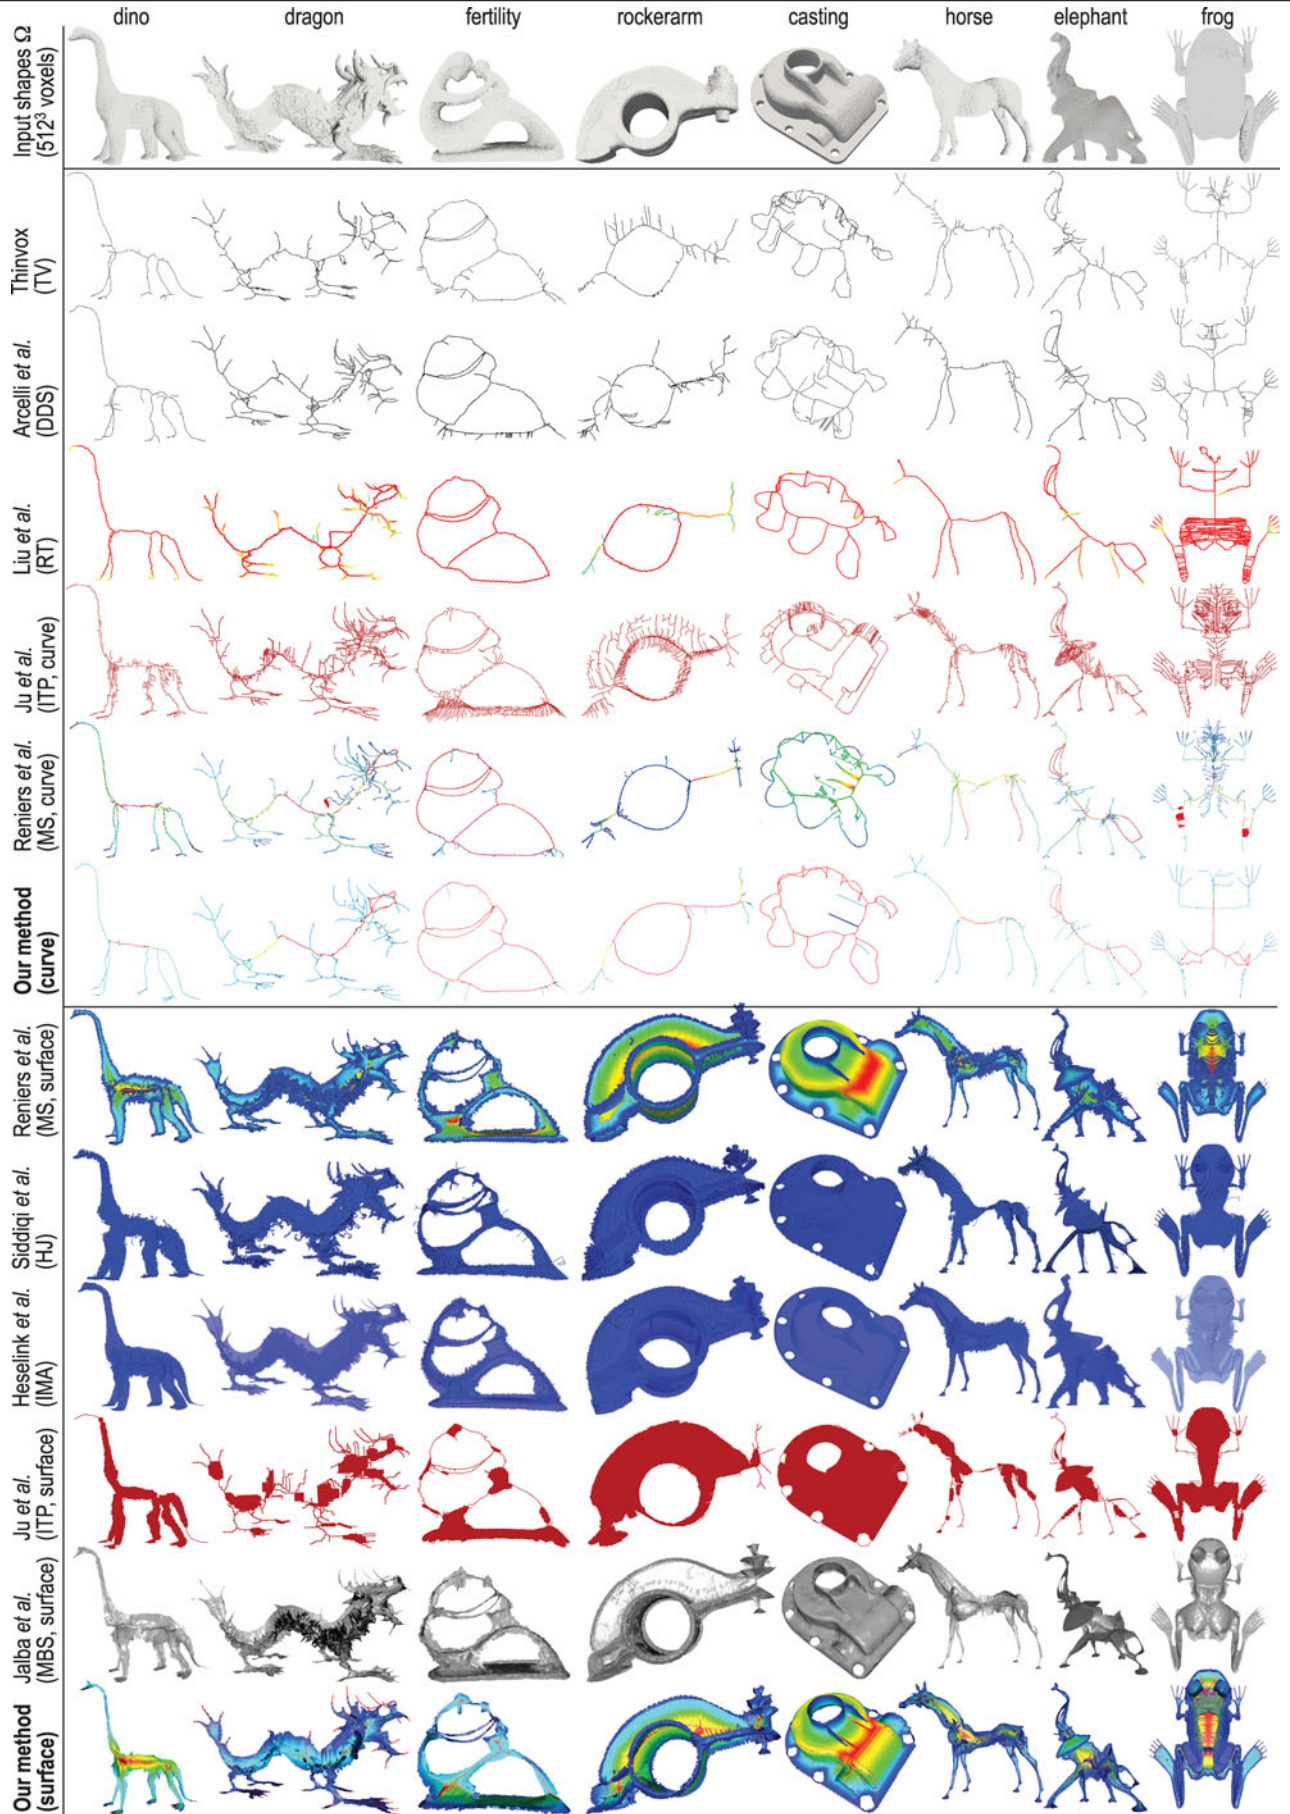 dino dragon fertility rockerarm casting horse elephant frog
Input shapes Ω
(512³ voxels)
Thinvox
(TV)
Arcelli et al.
(DDS)
Liu et al.
(RT)
Ju et al.
(ITP, curve)
Reniers et al.
(MS, curve)
Our method
(curve)
Reniers et al.
(MS, surface)
Siddiqi et al.
(HJ)
Heselink et al.
(IMA)
Ju et al.
(ITP, surface)
Jalba et al.
(MBS, surface)
Our method
(surface)